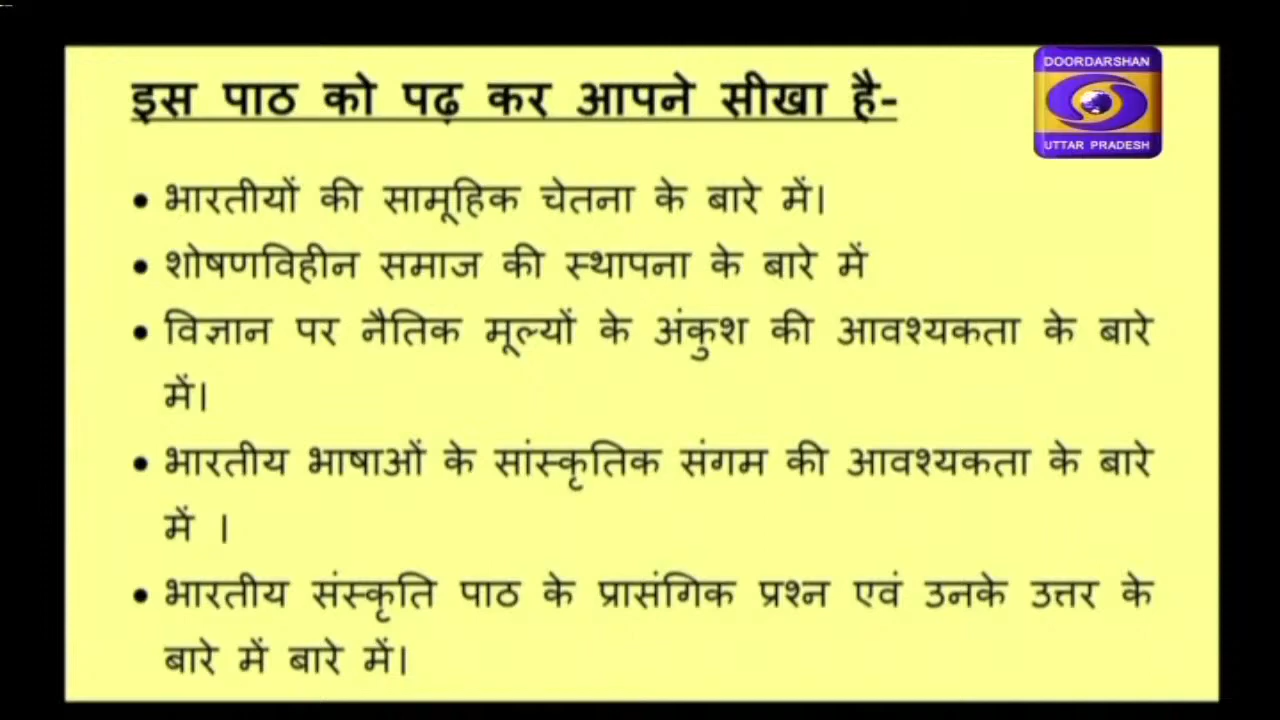 DOORDARSHAN
UTTAR PRADESH
इस पाठ को पढ़ कर आपने सीखा है-
• भारतीयों की सामूहिक चेतना के बारे में।
• शोषणविहीन समाज की स्थापना के बारे में
• विज्ञान पर नैतिक मूल्यों के अंकुश की आवश्यकता के बारे
में।
• भारतीय भाषाओं के सांस्कृतिक संगम की आवश्यकता के बारे
में ।
• भारतीय संस्कृति पाठ के प्रासंगिक प्रश्न एवं उनके उत्तर के
बारे में बारे में।